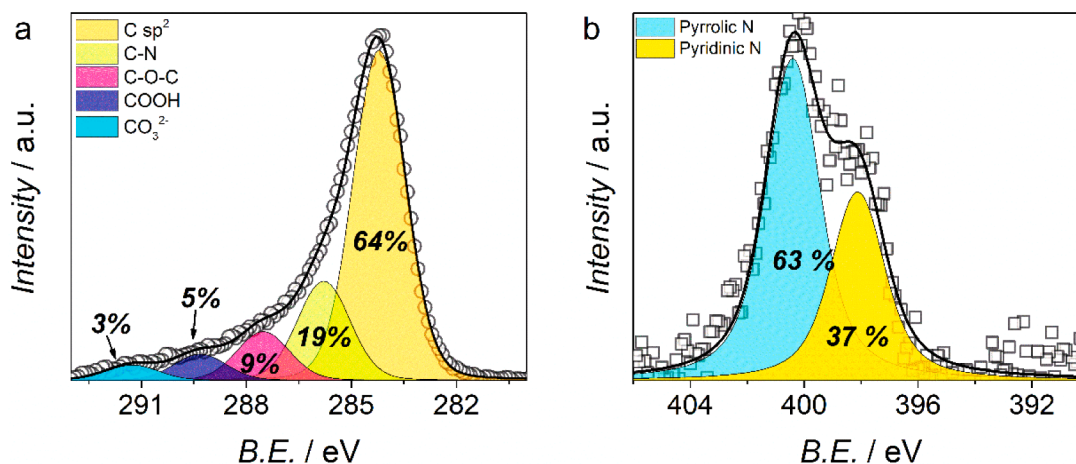 a
C sp²
C-N
C-O-C
COOH
CO₃²⁻
64%
19%
9%
5%
3%
Intensity / a.u.
291 288 284 282
B.E. / eV
b
Pyrrolic N
Pyridinic N
63 %
37 %
Intensity / a.u.
404 400 396 392
B.E. / eV